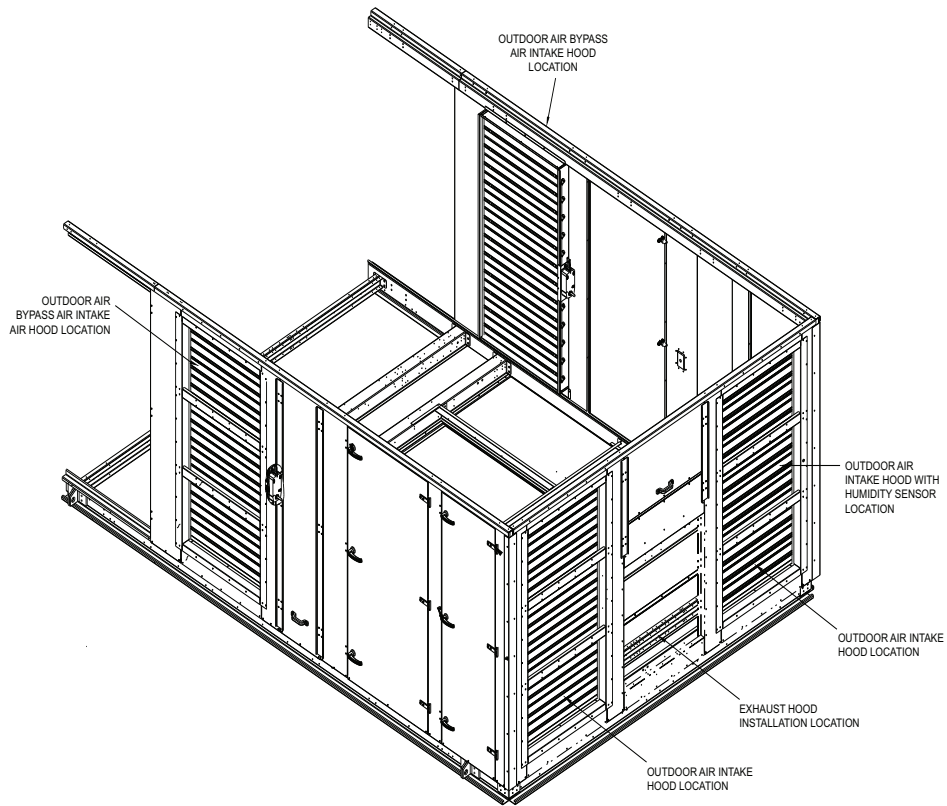 OUTDOOR AIR BYPASS
AIR INTAKE HOOD
LOCATION
OUTDOOR AIR
BYPASS AIR INTAKE
AIR HOOD LOCATION
OUTDOOR AIR
INTAKE HOOD WITH
HUMIDITY SENSOR
LOCATION
OUTDOOR AIR INTAKE
HOOD LOCATION
EXHAUST HOOD
INSTALLATION LOCATION
OUTDOOR AIR INTAKE
HOOD LOCATION